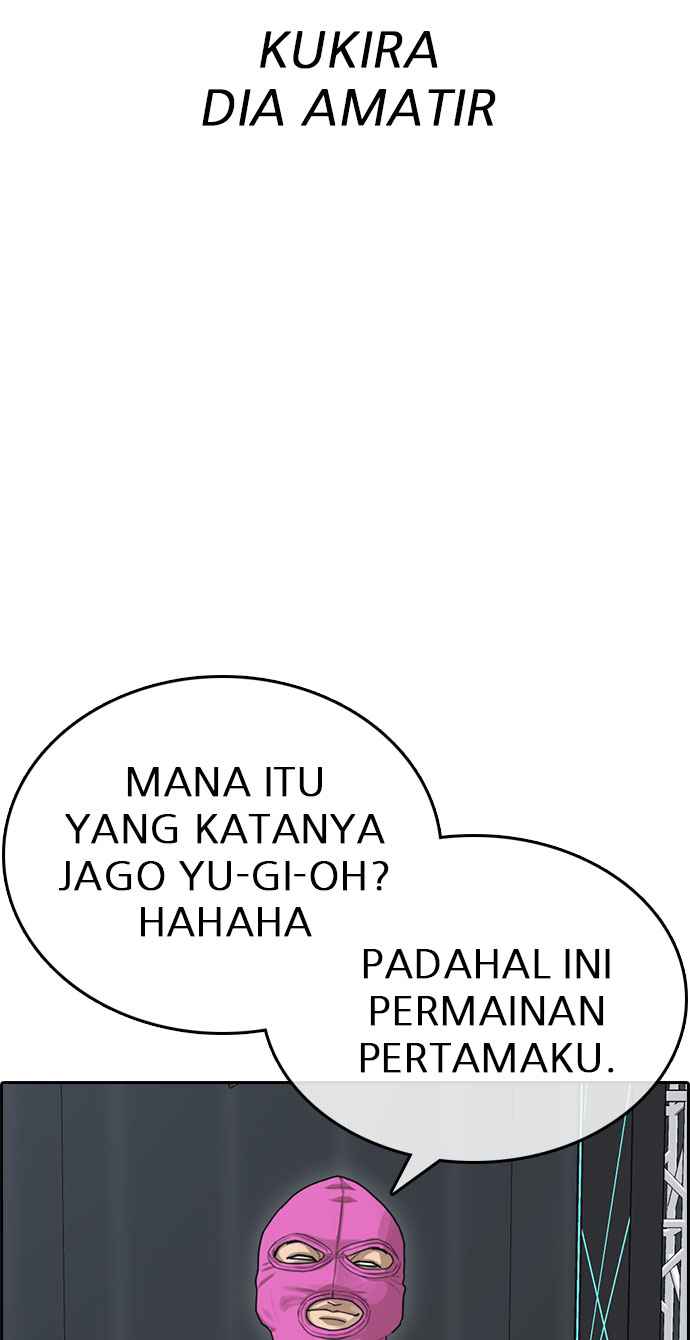 KUKIRA
DIA AMATIR
MANA ITU
YANG KATANYA
JAGO YU-GI-OH?
HAHAHA
PADAHAL INI
PERMAINAN
PERTAMAKU.